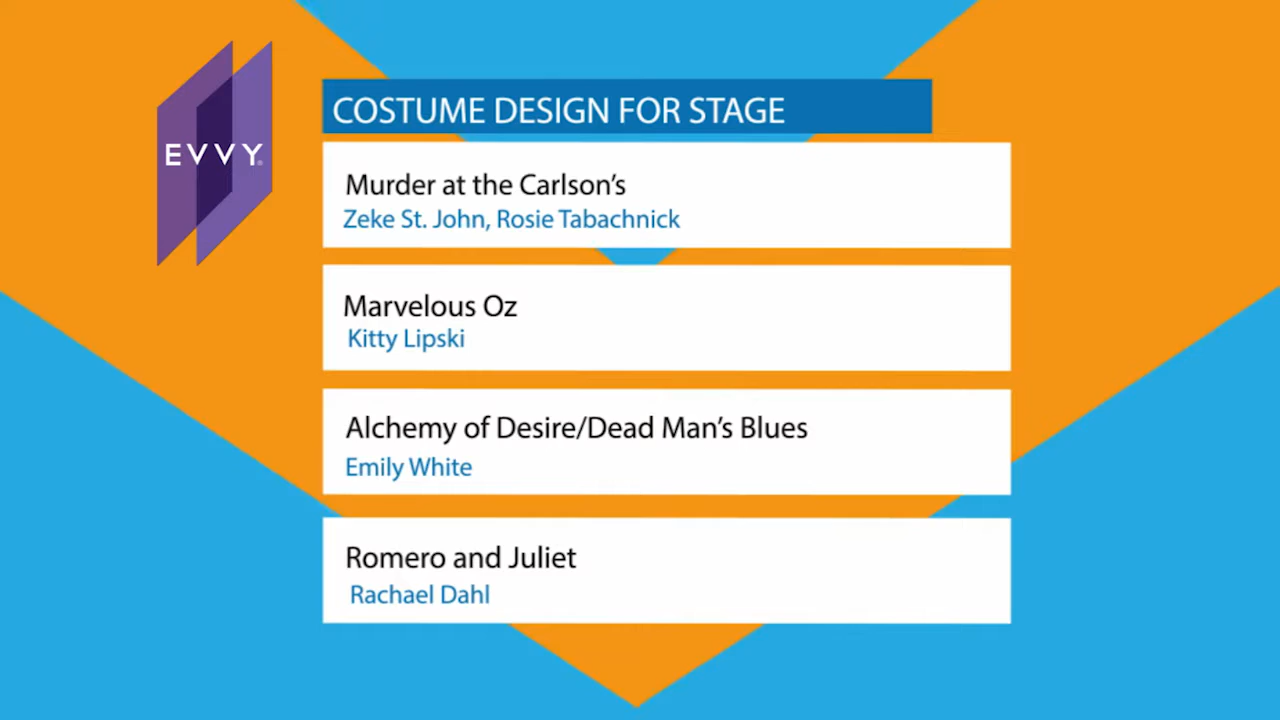 EVVY
COSTUME DESIGN FOR STAGE
Murder at the Carlson’s
Zeke St. John, Rosie Tabachnick
Marvelous Oz
Kitty Lipski
Alchemy of Desire/Dead Man’s Blues
Emily White
Romero and Juliet
Rachael Dahl